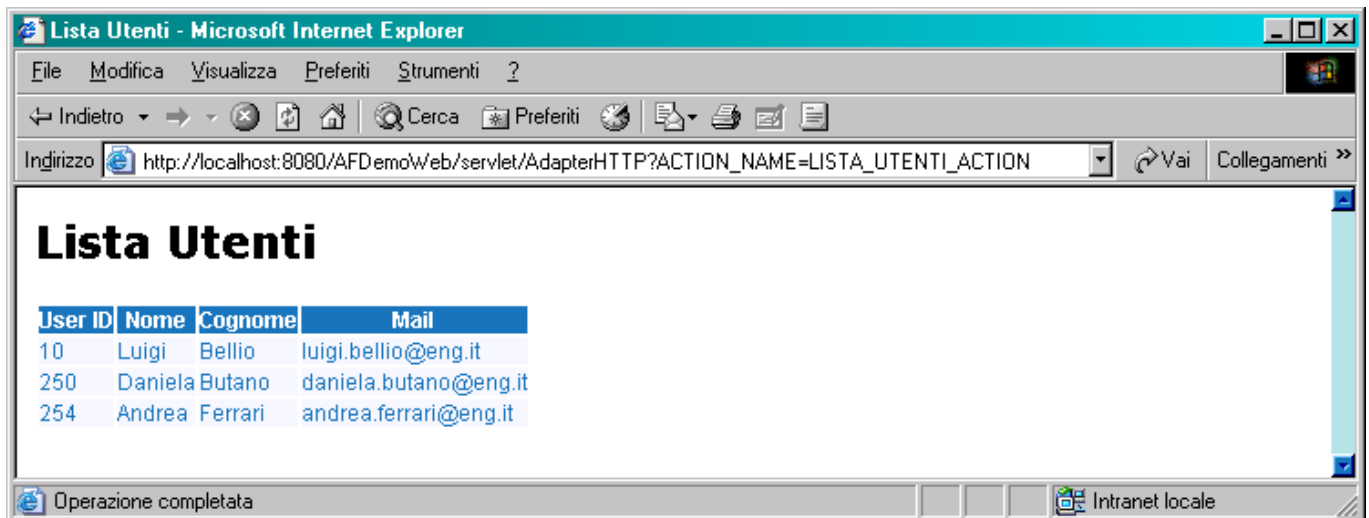 Lista Utenti - Microsoft Internet Explorer
File Modifica Visualizza Preferiti Strumenti ?
Indietro Cerca Preferiti
Indirizzo http://localhost:8080/AFDemoWeb/servlet/AdapterHTTP?ACTION_NAME=LISTA_UTENTI_ACTION Vai Collegamenti »
Lista Utenti
User ID Nome Cognome Mail
10 Luigi Bellio luigi.bellio@eng.it
250 Daniela Butano daniela.butano@eng.it
254 Andrea Ferrari andrea.ferrari@eng.it
Operazione completata Intranet locale